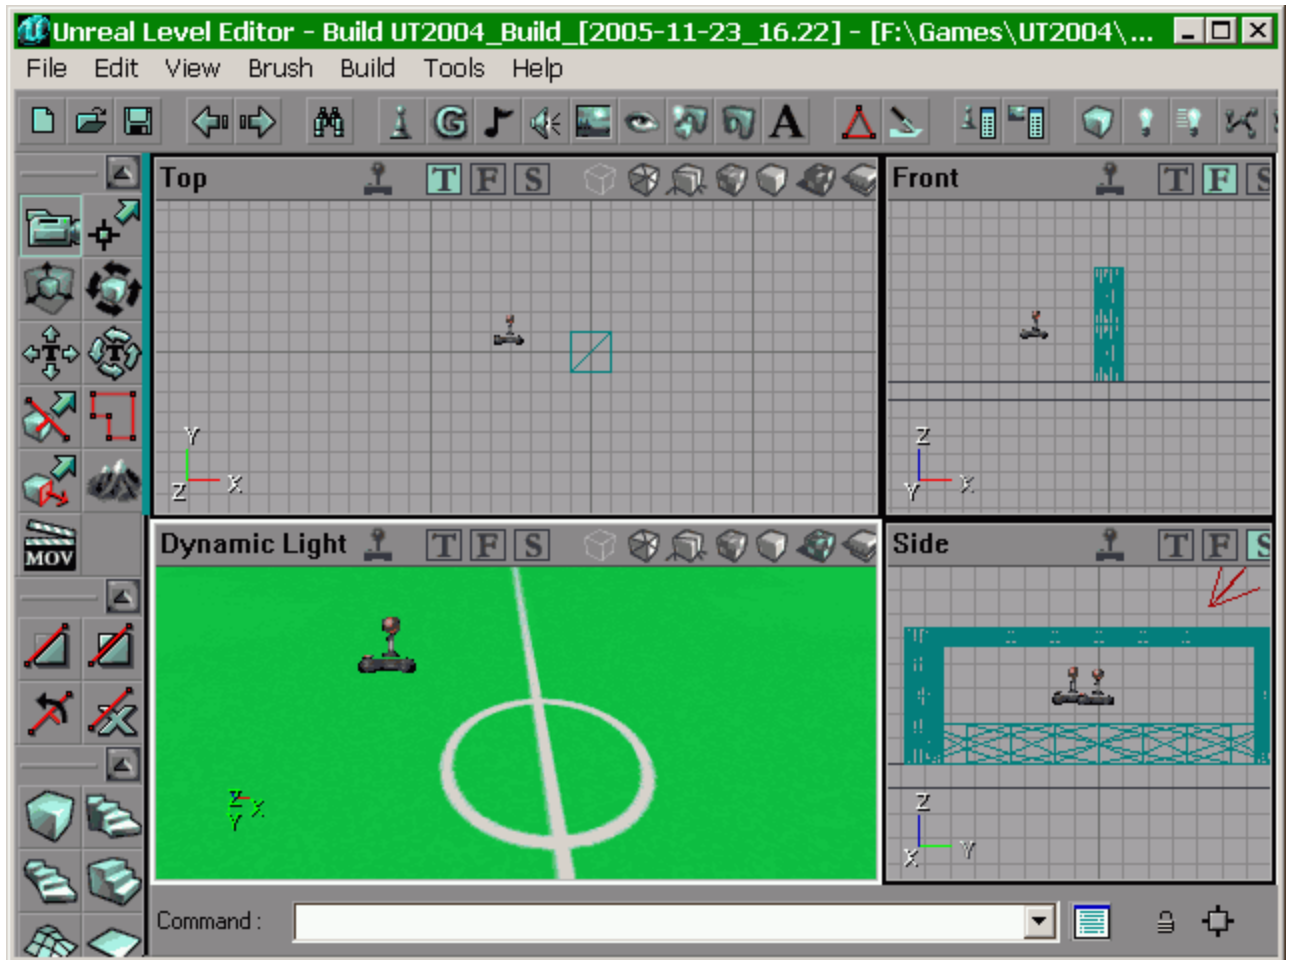 Unreal Level Editor - Build UT2004_Build_[2005-11-23_16.22] - [F:\Games\UT2004\...
File Edit View Brush Build Tools Help
G A
Top T F S
Front T F S
Y
Z X
Z
Y X
T T
MOV
Dynamic Light T F S
Side T F S
Z X
Y
Z
X Y
Command :